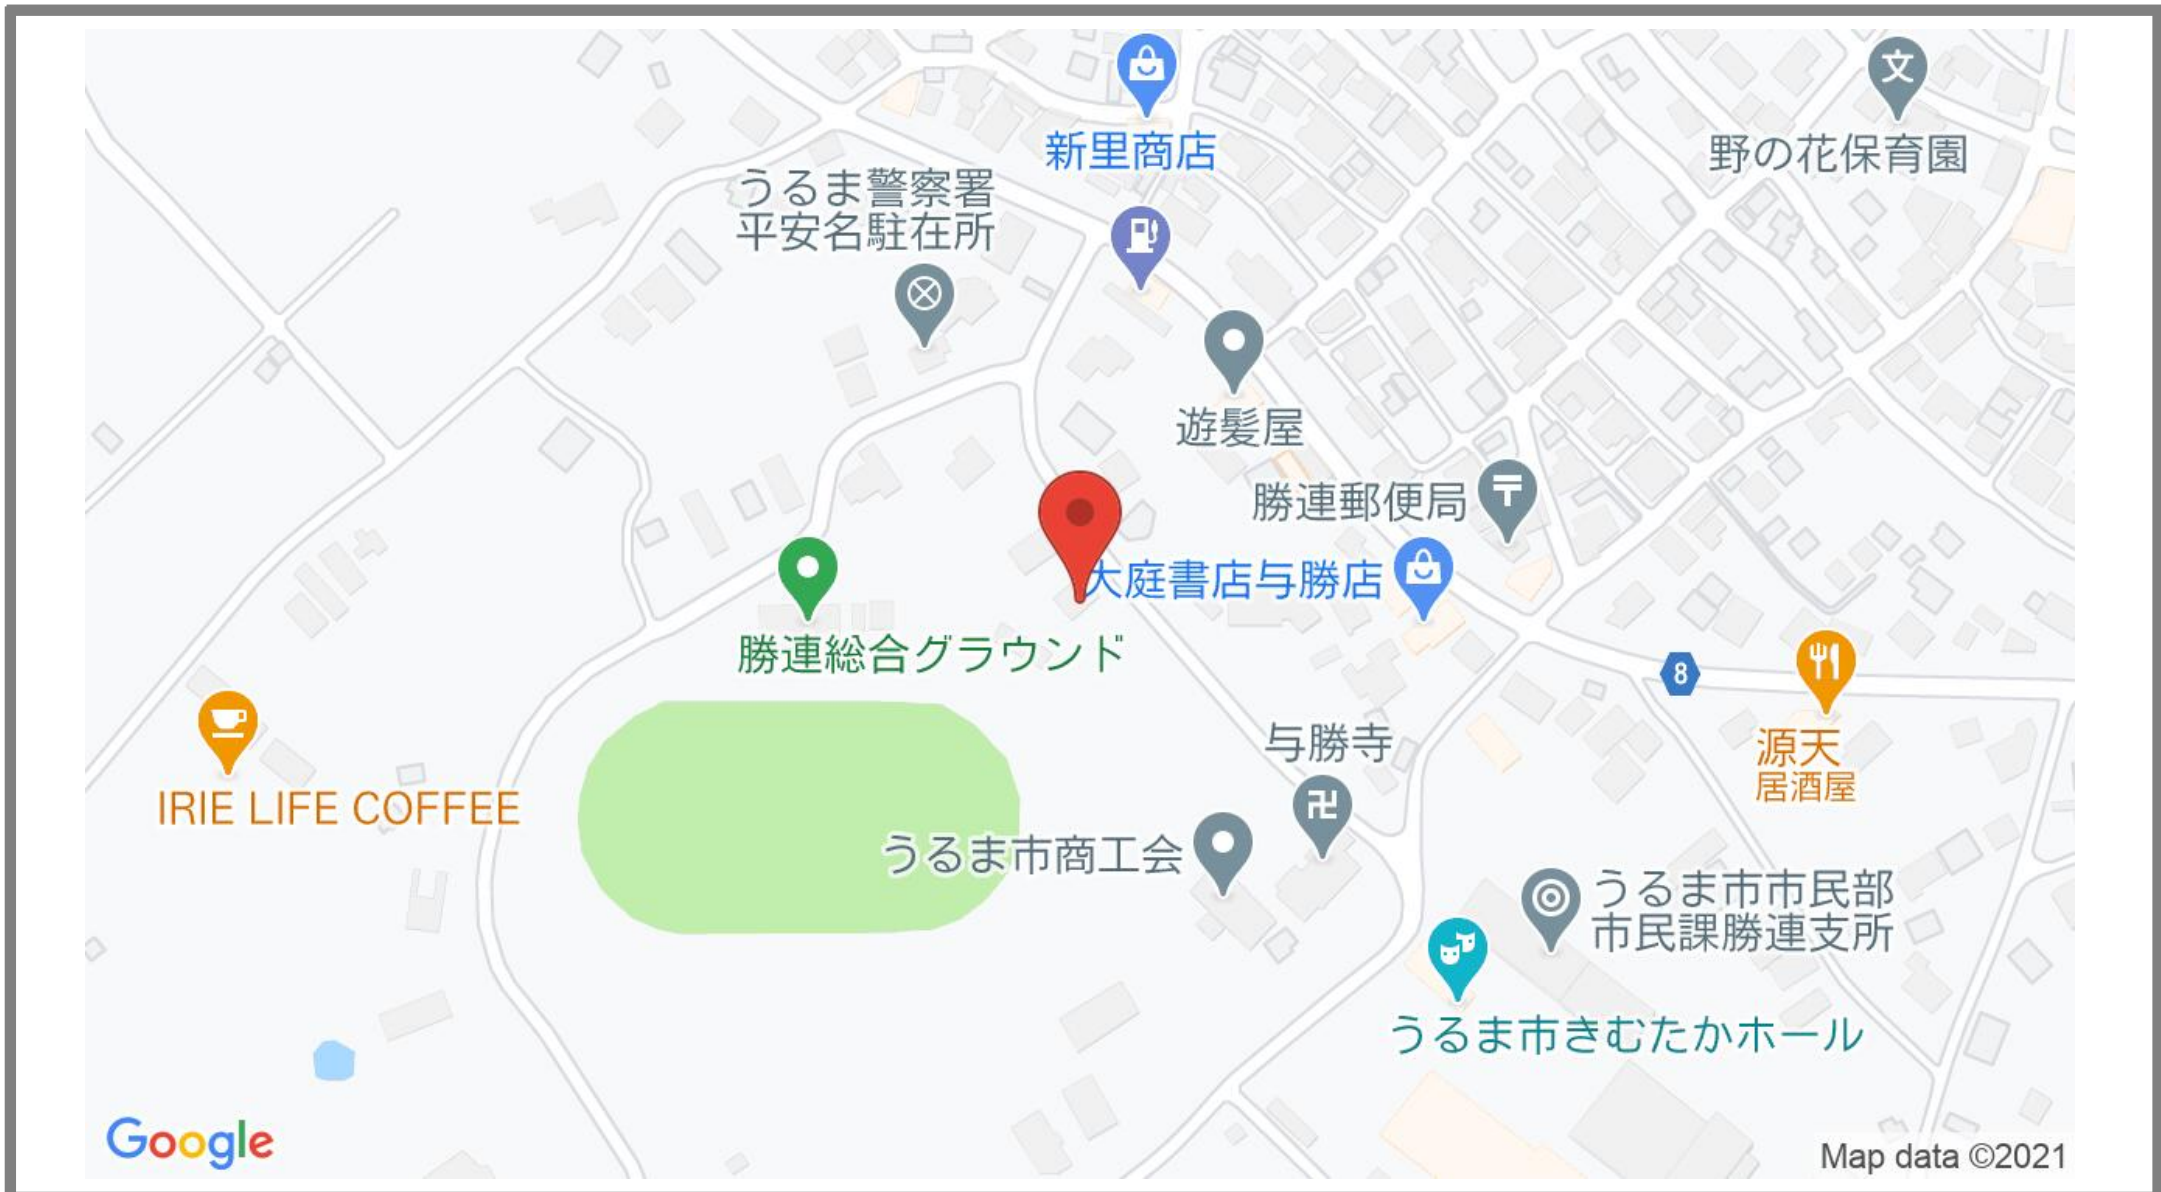 新里商店
文
野の花保育園
うるま警察署
平安名駐在所
遊髪屋
勝連郵便局
〒
大庭書店与勝店
勝連総合グラウンド
8
源天
居酒屋
与勝寺
卍
IRIE LIFE COFFEE
うるま市商工会
うるま市市民部
市民課勝連支所
うるま市きむたかホール
Google
Map data ©2021